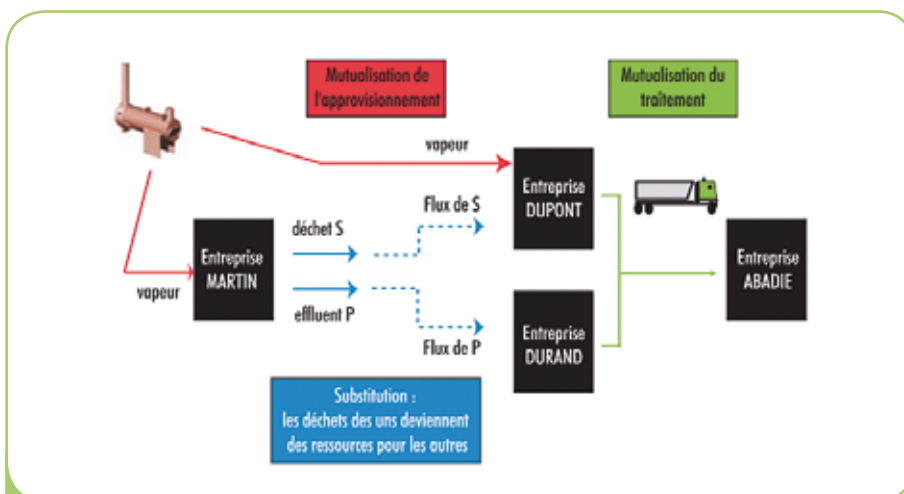 Mutualisation de
l'approvisionnement
Mutualisation du
traîtement
vapeur
Entreprise
DUPONT
Flux de S
déchet S
Entreprise
MARTIN
vapeur
effluent P
Flux de P
Entreprise
DURAND
Entreprise
ABADIE
Substitution :
les déchets des uns deviennent
des ressources pour les autres